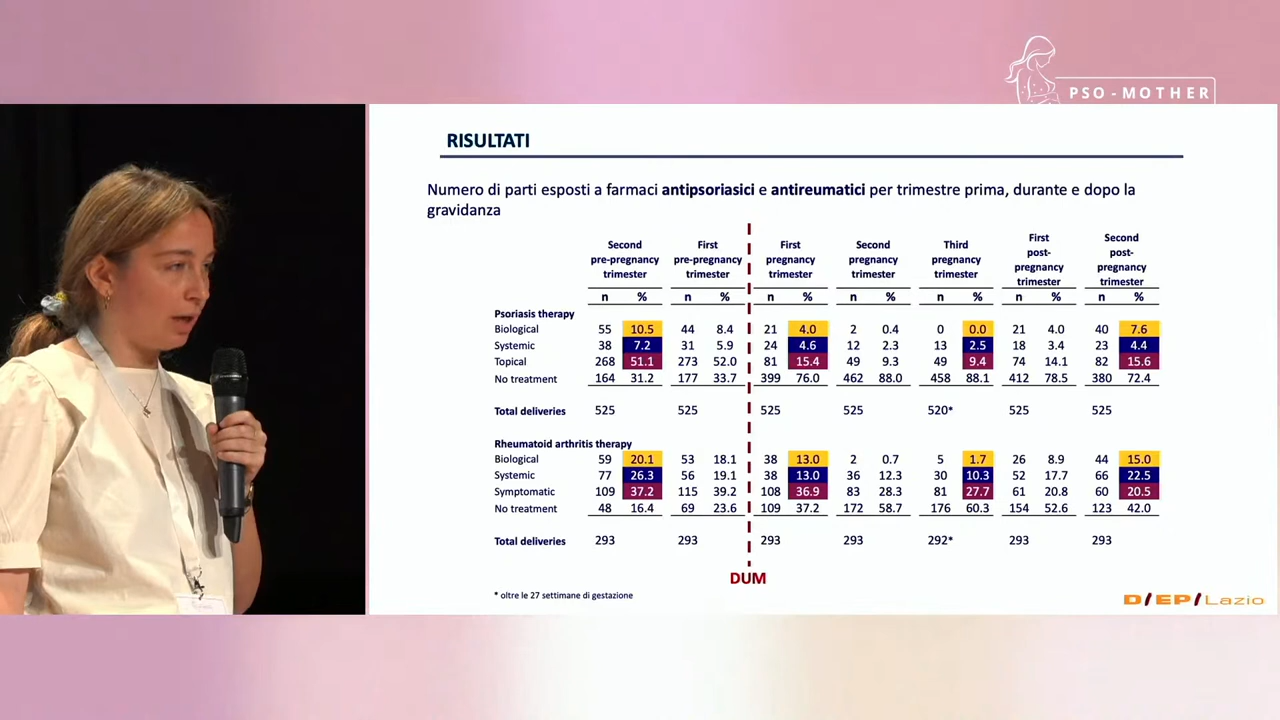 PSO-MOTHER
RISULTATI
Numero di parti esposti a farmaci antipsoriasici e antireumatici per trimestre prima, durante e dopo la
gravidanza
Second pre-pregnancy trimester First pre-pregnancy trimester First pregnancy trimester Second pregnancy trimester Third pregnancy trimester First post-pregnancy trimester Second post-pregnancy trimester
n % n % n % n % n % n % n %
Psoriasis therapy
Biological 55 10.5 44 8.4 21 4.0 2 0.4 0 0.0 21 4.0 40 7.6
Systemic 38 7.2 31 5.9 24 4.6 12 2.3 13 2.5 18 3.4 23 4.4
Topical 268 51.1 273 52.0 81 15.4 49 9.3 49 9.4 74 14.1 82 15.6
No treatment 164 31.2 177 33.7 399 76.0 462 88.0 458 88.1 412 78.5 380 72.4
Total deliveries 525 525 525 525 520* 525 525
Rheumatoid arthritis therapy
Biological 59 20.1 53 18.1 38 13.0 2 0.7 5 1.7 26 8.9 44 15.0
Systemic 77 26.3 56 19.1 38 13.0 36 12.3 30 10.3 52 17.7 66 22.5
Symptomatic 109 37.2 115 39.2 108 36.9 83 28.3 81 27.7 61 20.8 60 20.5
No treatment 48 16.4 69 23.6 109 37.2 172 58.7 176 60.3 154 52.6 123 42.0
Total deliveries 293 293 293 293 292* 293 293
DUM
* oltre le 27 settimane di gestazione
D/EP/Lazio